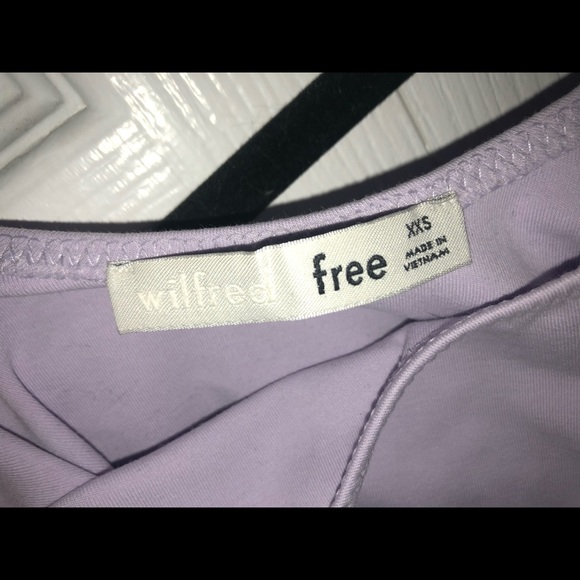 wilfred free
XXS
MADE IN
VIETNAM